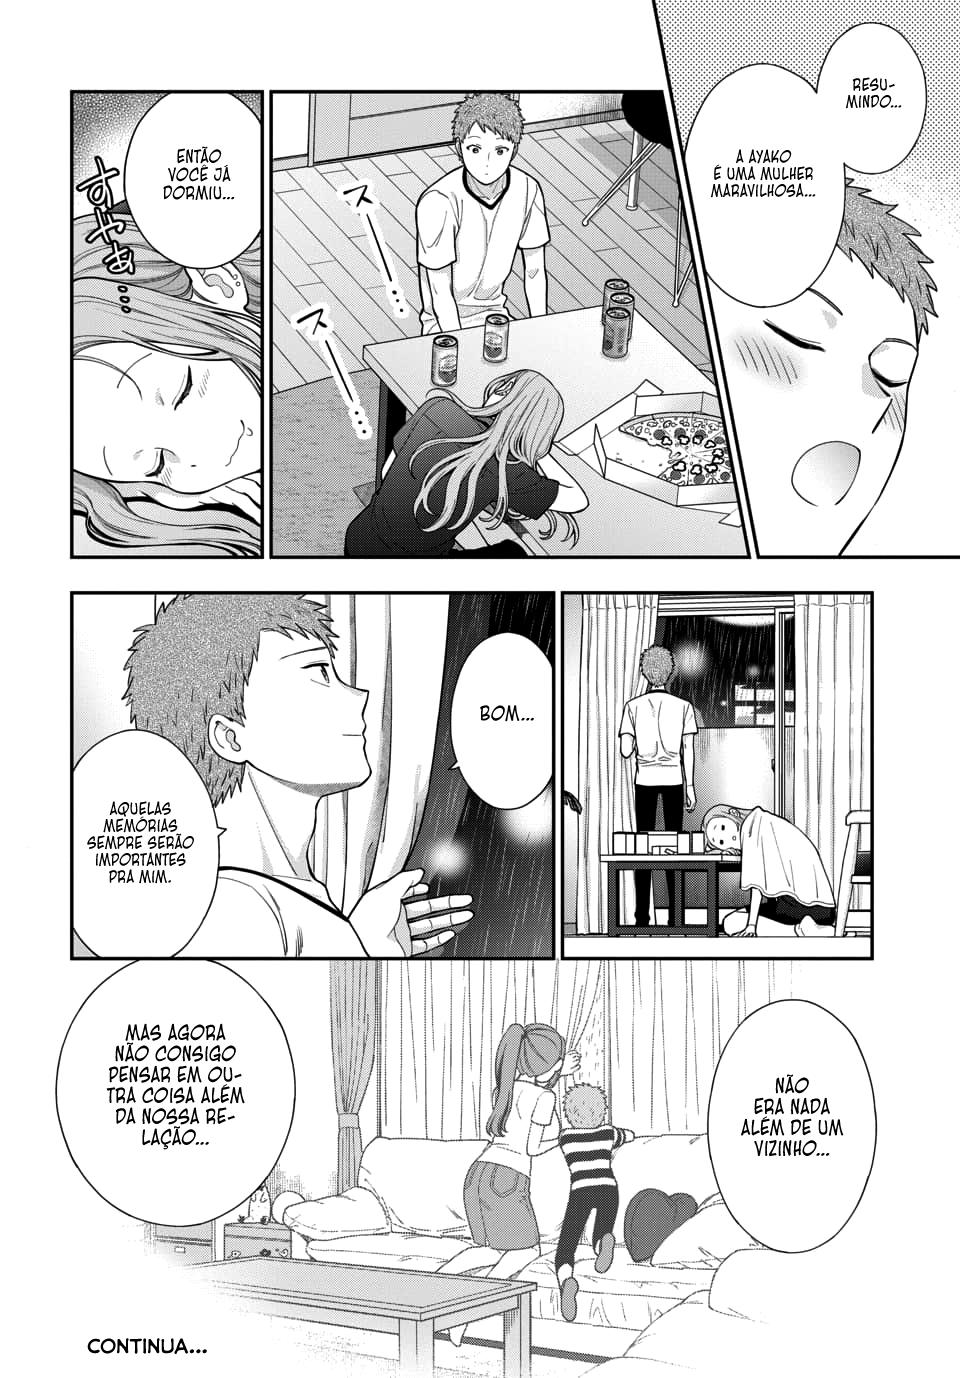 RESU-
MINDO...
A AYAKO
É UMA MULHER
MARAVILHOSA...
スー...
スー...
ENTÃO
VOCÊ JÁ
DORMIU...
すやぁ...
BOM...
AQUELAS
MEMÓRIAS
SEMPRE SERÃO
IMPORTANTES
PRA MIM.
NÃO
ERA NADA
ALÉM DE UM
VIZINHO...
MAS AGORA
NÃO CONSIGO
PENSAR EM OU-
TRA COISA ALÉM
DA NOSSA RE-
LAÇÃO...
CONTINUA...